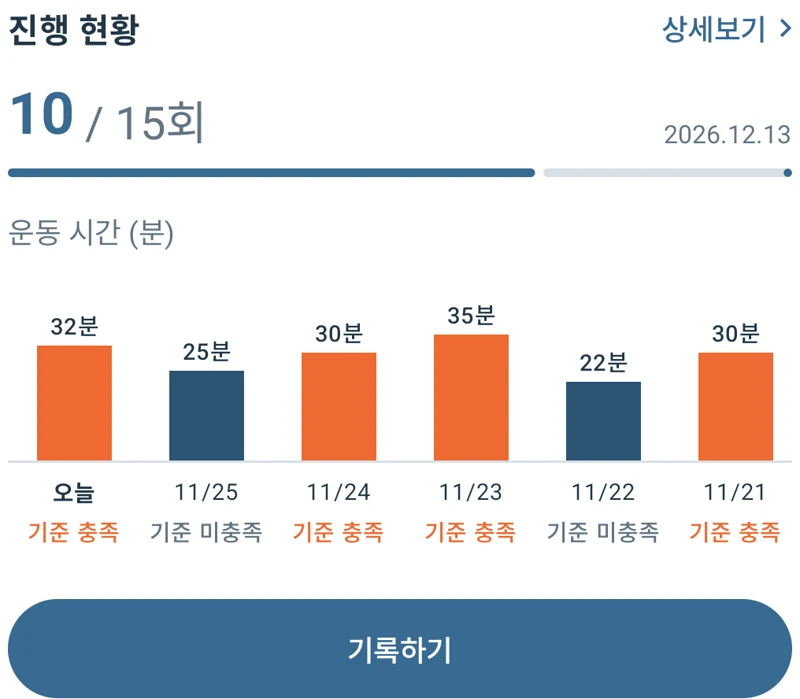 진행 현황
상세보기 >
10 / 15회
2026.12.13
운동 시간 (분)
32분 25분 30분 35분 22분 30분
오늘 11/25 11/24 11/23 11/22 11/21
기준 충족 기준 미충족 기준 충족 기준 충족 기준 미충족 기준 충족
기록하기